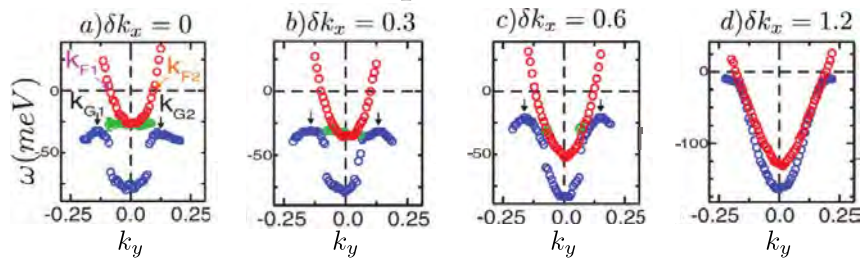 a)δk_x = 0
b)δk_x = 0.3
c)δk_x = 0.6
d)δk_x = 1.2
ω(meV)
0
-50
k_F1
k_F2
k_G1
k_G2
-0.25 0.0 0.25
k_y
0
-50
-0.25 0.0 0.25
k_y
0
-50
-0.25 0.0 0.25
k_y
0
-100
-0.25 0.0 0.25
k_y